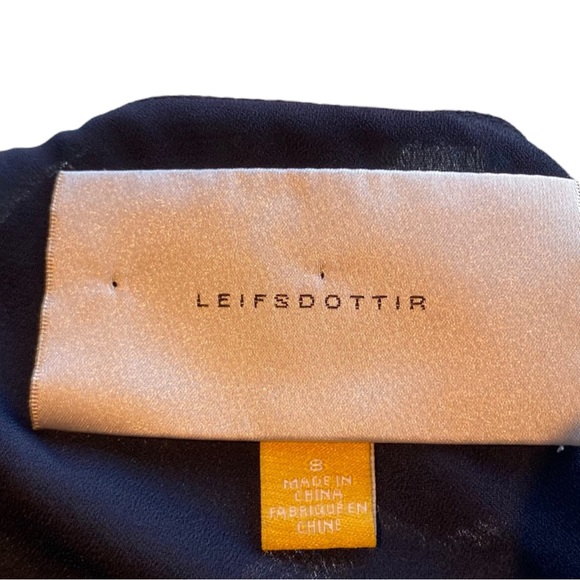 LEIFSDOTTIR
8
MADE IN
CHINA
FABRIQUE EN
CHINE